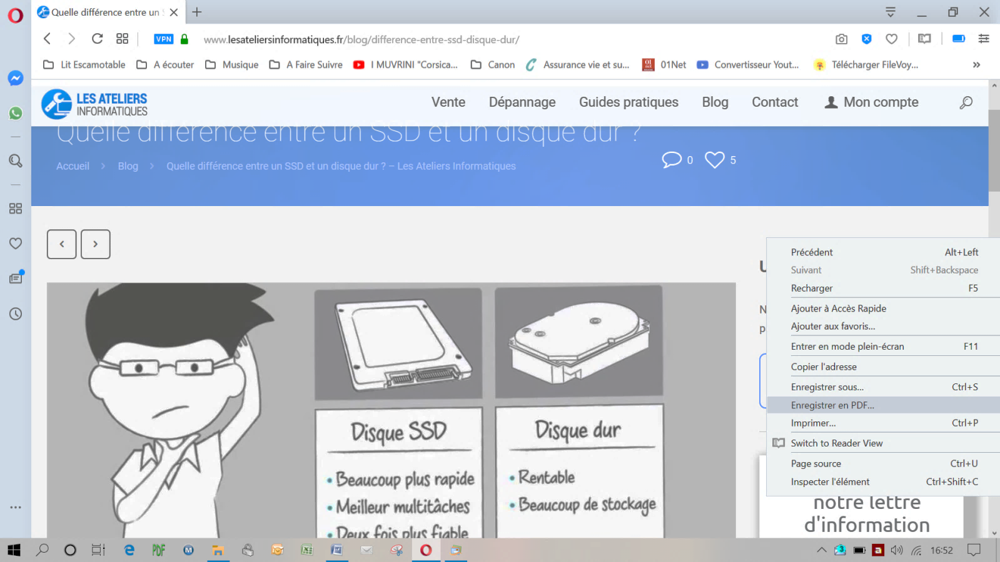 Quelle différence entre un S
VPN
www.lesateliersinformatiques.fr/blog/difference-entre-ssd-disque-dur/
Lit Escamotable
A écouter
Musique
A Faire Suivre
I MUVRINI "Corsica...
Canon
Assurance vie et su...
01Net
Convertisseur Yout...
Télécharger FileVoy...
LES ATELIERS
INFORMATIQUES
Vente
Dépannage
Guides pratiques
Blog
Contact
Mon compte
Quelle différence entre un SSD et un disque dur ?
Accueil
Blog
Quelle différence entre un SSD et un disque dur ? – Les Ateliers Informatiques
0
5
Précédent Alt+Left
Suivant Shift+Backspace
Recharger F5
Ajouter à Accès Rapide
Ajouter aux favoris...
Entrer en mode plein-écran F11
Copier l'adresse
Enregistrer sous... Ctrl+S
Enregistrer en PDF...
Imprimer... Ctrl+P
Switch to Reader View
Page source Ctrl+U
Inspecter l'élément Ctrl+Shift+C
Disque SSD
• Beaucoup plus rapide
• Meilleur multitâches
• Deux fois plus fiable
Disque dur
• Rentable
• Beaucoup de stockage
notre lettre
d'information
PDF
16:52